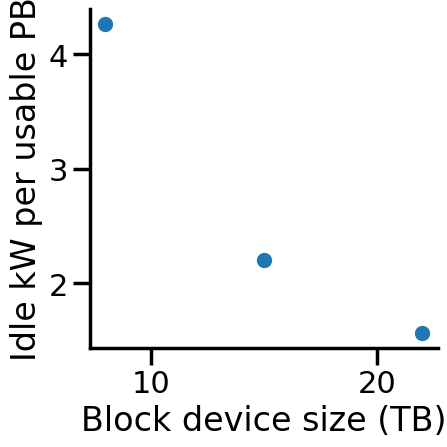 Idle kW per usable PB
4
3
2
10 20
Block device size (TB)